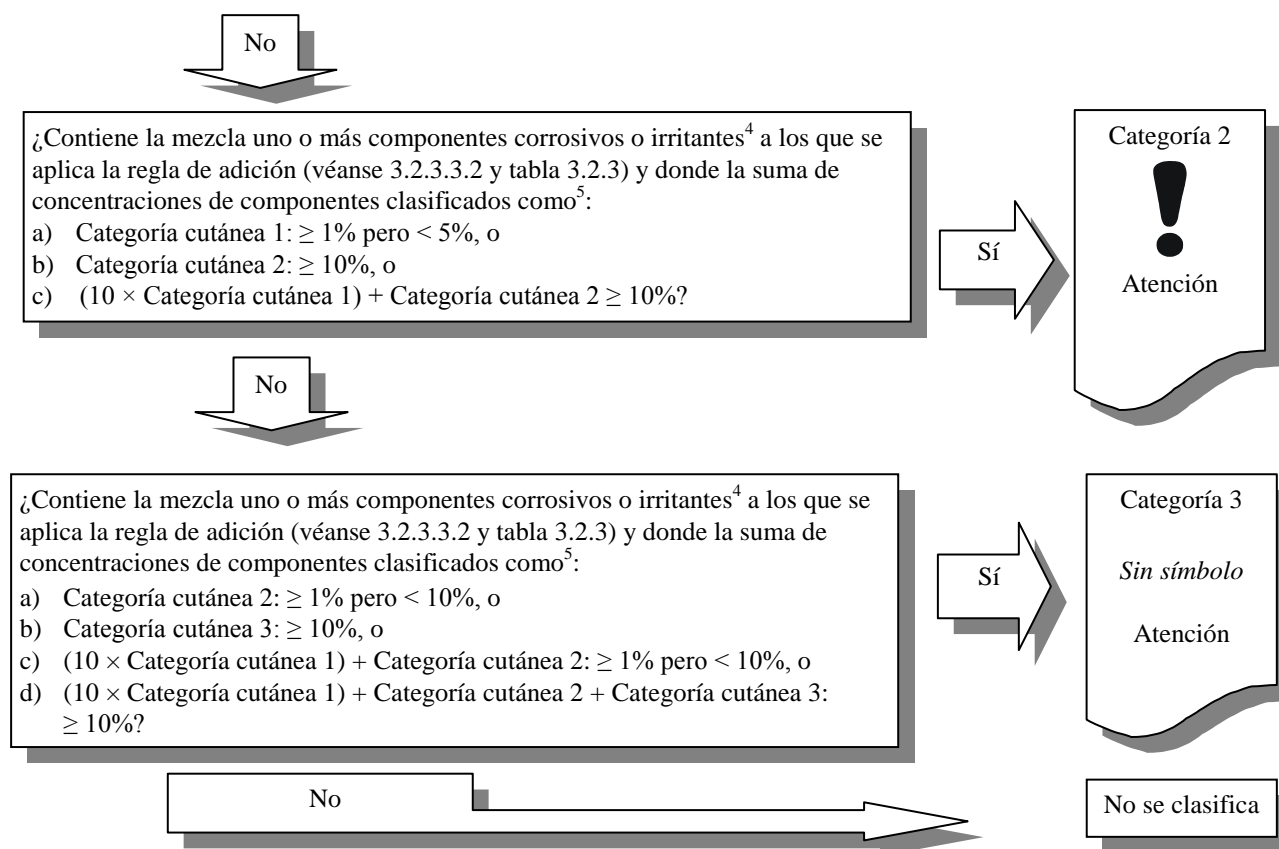 No
¿Contiene la mezcla uno o más componentes corrosivos o irritantes⁴ a los que se
aplica la regla de adición (véanse 3.2.3.3.2 y tabla 3.2.3) y donde la suma de
concentraciones de componentes clasificados como⁵:
a) Categoría cutánea 1: ≥ 1% pero < 5%, o
b) Categoría cutánea 2: ≥ 10%, o
c) (10 × Categoría cutánea 1) + Categoría cutánea 2 ≥ 10%?
Sí
Categoría 2
Atención
No
¿Contiene la mezcla uno o más componentes corrosivos o irritantes⁴ a los que se
aplica la regla de adición (véanse 3.2.3.3.2 y tabla 3.2.3) y donde la suma de
concentraciones de componentes clasificados como⁵:
a) Categoría cutánea 2: ≥ 1% pero < 10%, o
b) Categoría cutánea 3: ≥ 10%, o
c) (10 × Categoría cutánea 1) + Categoría cutánea 2: ≥ 1% pero < 10%, o
d) (10 × Categoría cutánea 1) + Categoría cutánea 2 + Categoría cutánea 3:
≥ 10%?
Sí
Categoría 3
Sin símbolo
Atención
No
No se clasifica